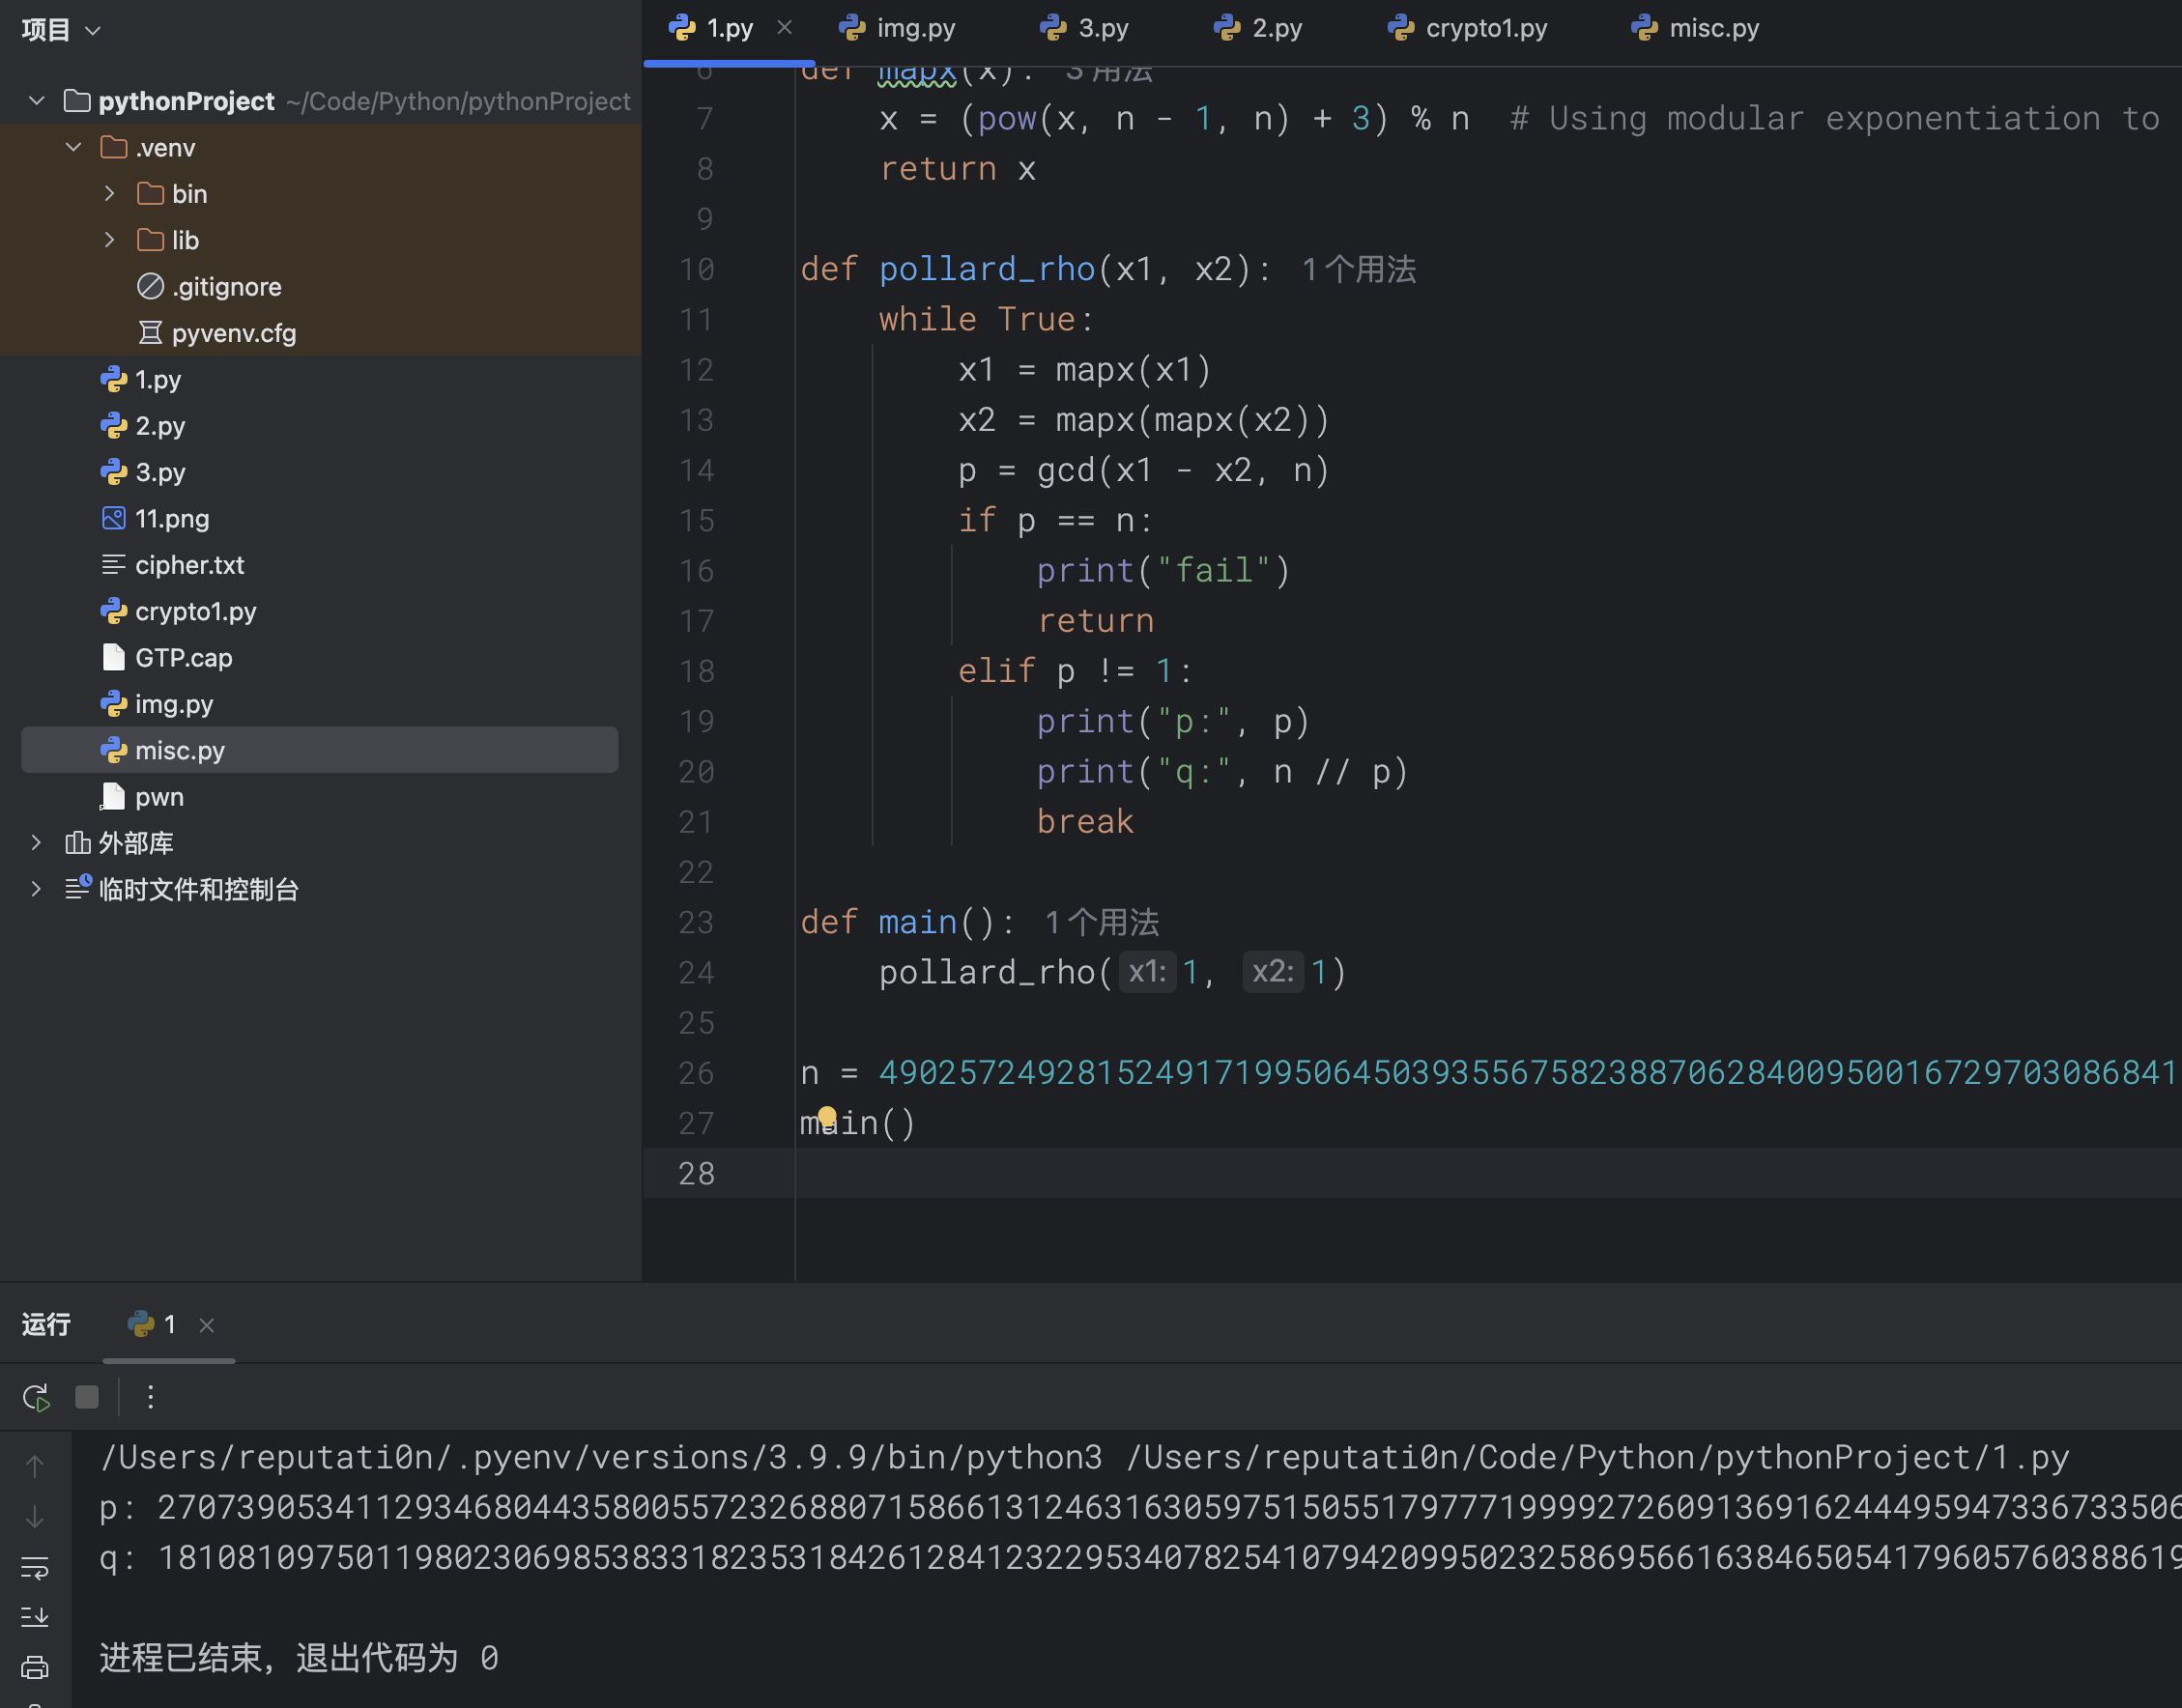 项目
pythonProject ~/Code/Python/pythonProject
.venv
bin
lib
.gitignore
pyvenv.cfg
1.py
2.py
3.py
11.png
cipher.txt
crypto1.py
GTP.cap
img.py
misc.py
pwn
外部库
临时文件和控制台
1.py
img.py
3.py
2.py
crypto1.py
misc.py
6 def mapx(x): 3 用法
7 x = (pow(x, n - 1, n) + 3) % n # Using modular exponentiation to
8 return x
9
10 def pollard_rho(x1, x2): 1 个用法
11 while True:
12 x1 = mapx(x1)
13 x2 = mapx(mapx(x2))
14 p = gcd(x1 - x2, n)
15 if p == n:
16 print("fail")
17 return
18 elif p != 1:
19 print("p:", p)
20 print("q:", n // p)
21 break
22
23 def main(): 1 个用法
24 pollard_rho( x1: 1, x2: 1)
25
26 n = 490257249281524917199506450393556758238870628400950016729703086841
27 main()
28
运行
1
/Users/reputati0n/.pyenv/versions/3.9.9/bin/python3 /Users/reputati0n/Code/Python/pythonProject/1.py
p: 2707390534112934680443580055723268807158661312463163059751505517977719999272609136916244495947336733506
q: 1810810975011980230698538331823531842612841232295340782541079420995023258695661638465054179605760388619
进程已结束，退出代码为 0